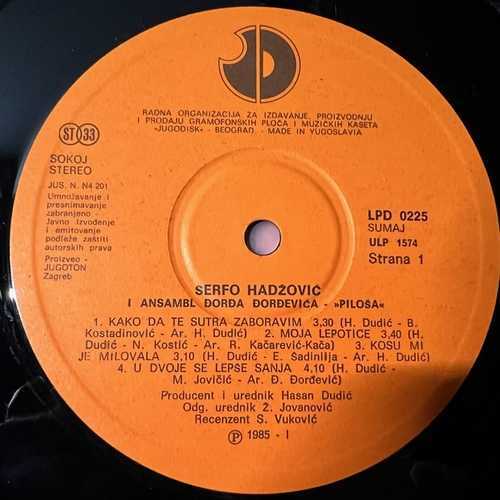 RADNA ORGANIZACIJA ZA IZDAVANJE, PROIZVODNJU
I PRODAJU GRAMOFONSKIH PLOČA I MUZIČKIH KASETA
»JUGODISK« - BEOGRAD - MADE IN YUGOSLAVIA
ST 33
SOKOJ
STEREO
JUS. N. N4 201
Umnožavanje i
presnimavanje
zabranjeno -
Javno izvođenje
i emitovanje
podleže zaštiti
autorskih prava
Proizveo -
JUGOTON
Zagreb
LPD 0225
SUMAJ
ULP 1574
Strana 1
SERFO HADŽOVIĆ
I ANSAMBL ĐORĐA ĐORĐEVIĆA - »PILOŠA«
1. KAKO DA TE SUTRA ZABORAVIM 3,30 (H. Dudić - B.
Kostadinović - Ar. H. Dudić) 2. MOJA LEPOTICE 3,40 (H.
Dudić - N. Kostić - Ar. R. Kačarević-Kača) 3. KOSU MI
JE MILOVALA 3,10 (H. Dudić - E. Sadinlija - Ar. H. Dudić)
4. U DVOJE SE LEPSE SANJA 3,10 (H. Dudić -
M. Jovičić - Ar. Đ. Đorđević)
Producent i urednik Hasan Dudić
Odg. urednik Ž. Jovanović
Recenzent S. Vuković
℗ 1985 - I